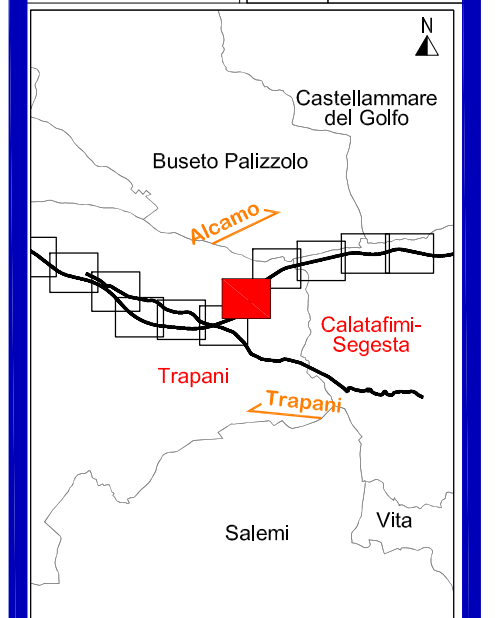 N
Castellammare
del Golfo
Buseto Palizzolo
Alcamo
Calatafimi-
Segesta
Trapani
Trapani
Vita
Salemi